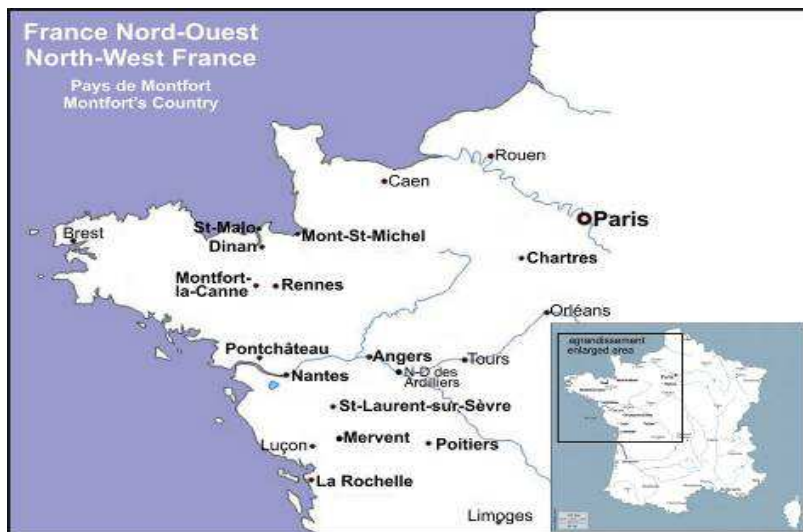 France Nord-Ouest
North-West France
Pays de Montfort
Montfort's Country
Rouen
Caen
Paris
St-Malo
Brest
Mont-St-Michel
Dinan
Chartres
Montfort-
la-Canne
Rennes
Orléans
Pontchâteau
Angers
Tours
Nantes
N-D des
Ardilliers
St-Laurent-sur-Sèvre
Mervent
Luçon
Poitiers
La Rochelle
Limoges
agrandissement
enlarged area